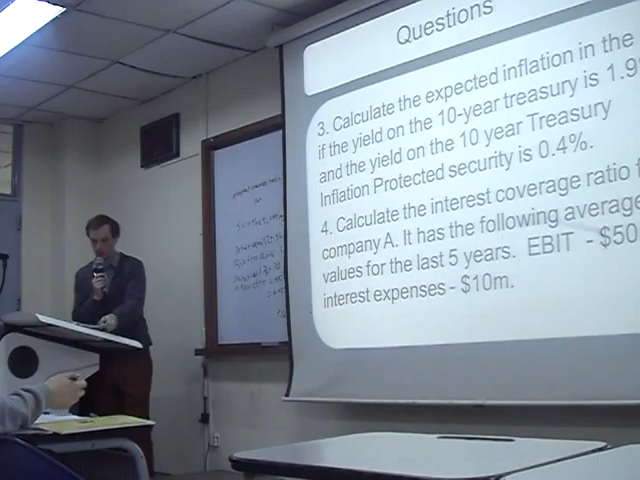 Questions
3. Calculate the expected inflation in the
if the yield on the 10-year treasury is 1.9
and the yield on the 10 year Treasury
Inflation Protected security is 0.4%.
4. Calculate the interest coverage ratio f
company A. It has the following average
values for the last 5 years. EBIT - $50
interest expenses - $10m.